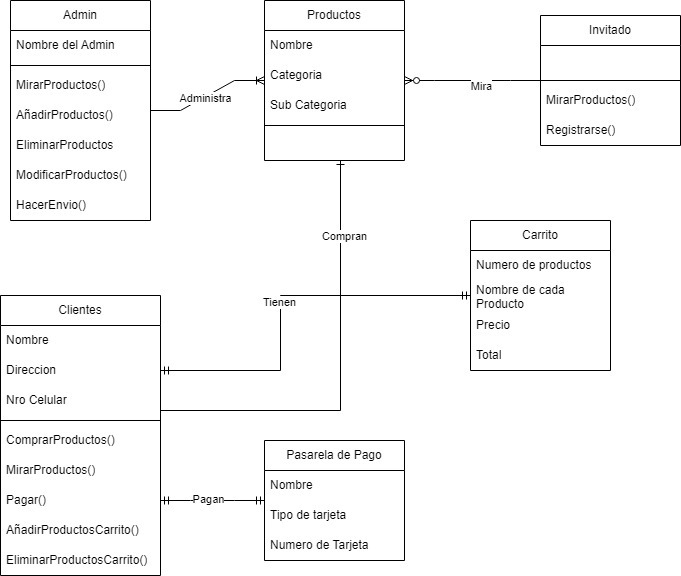 Admin
Nombre del Admin
MirarProductos()
AñadirProductos()
EliminarProductos
ModificarProductos()
HacerEnvio()
Administra
Productos
Nombre
Categoria
Sub Categoria
Mira
Invitado
MirarProductos()
Registrarse()
Compran
Carrito
Numero de productos
Nombre de cada
Producto
Precio
Total
Tienen
Clientes
Nombre
Direccion
Nro Celular
ComprarProductos()
MirarProductos()
Pagar()
AñadirProductosCarrito()
EliminarProductosCarrito()
Pagan
Pasarela de Pago
Nombre
Tipo de tarjeta
Numero de Tarjeta